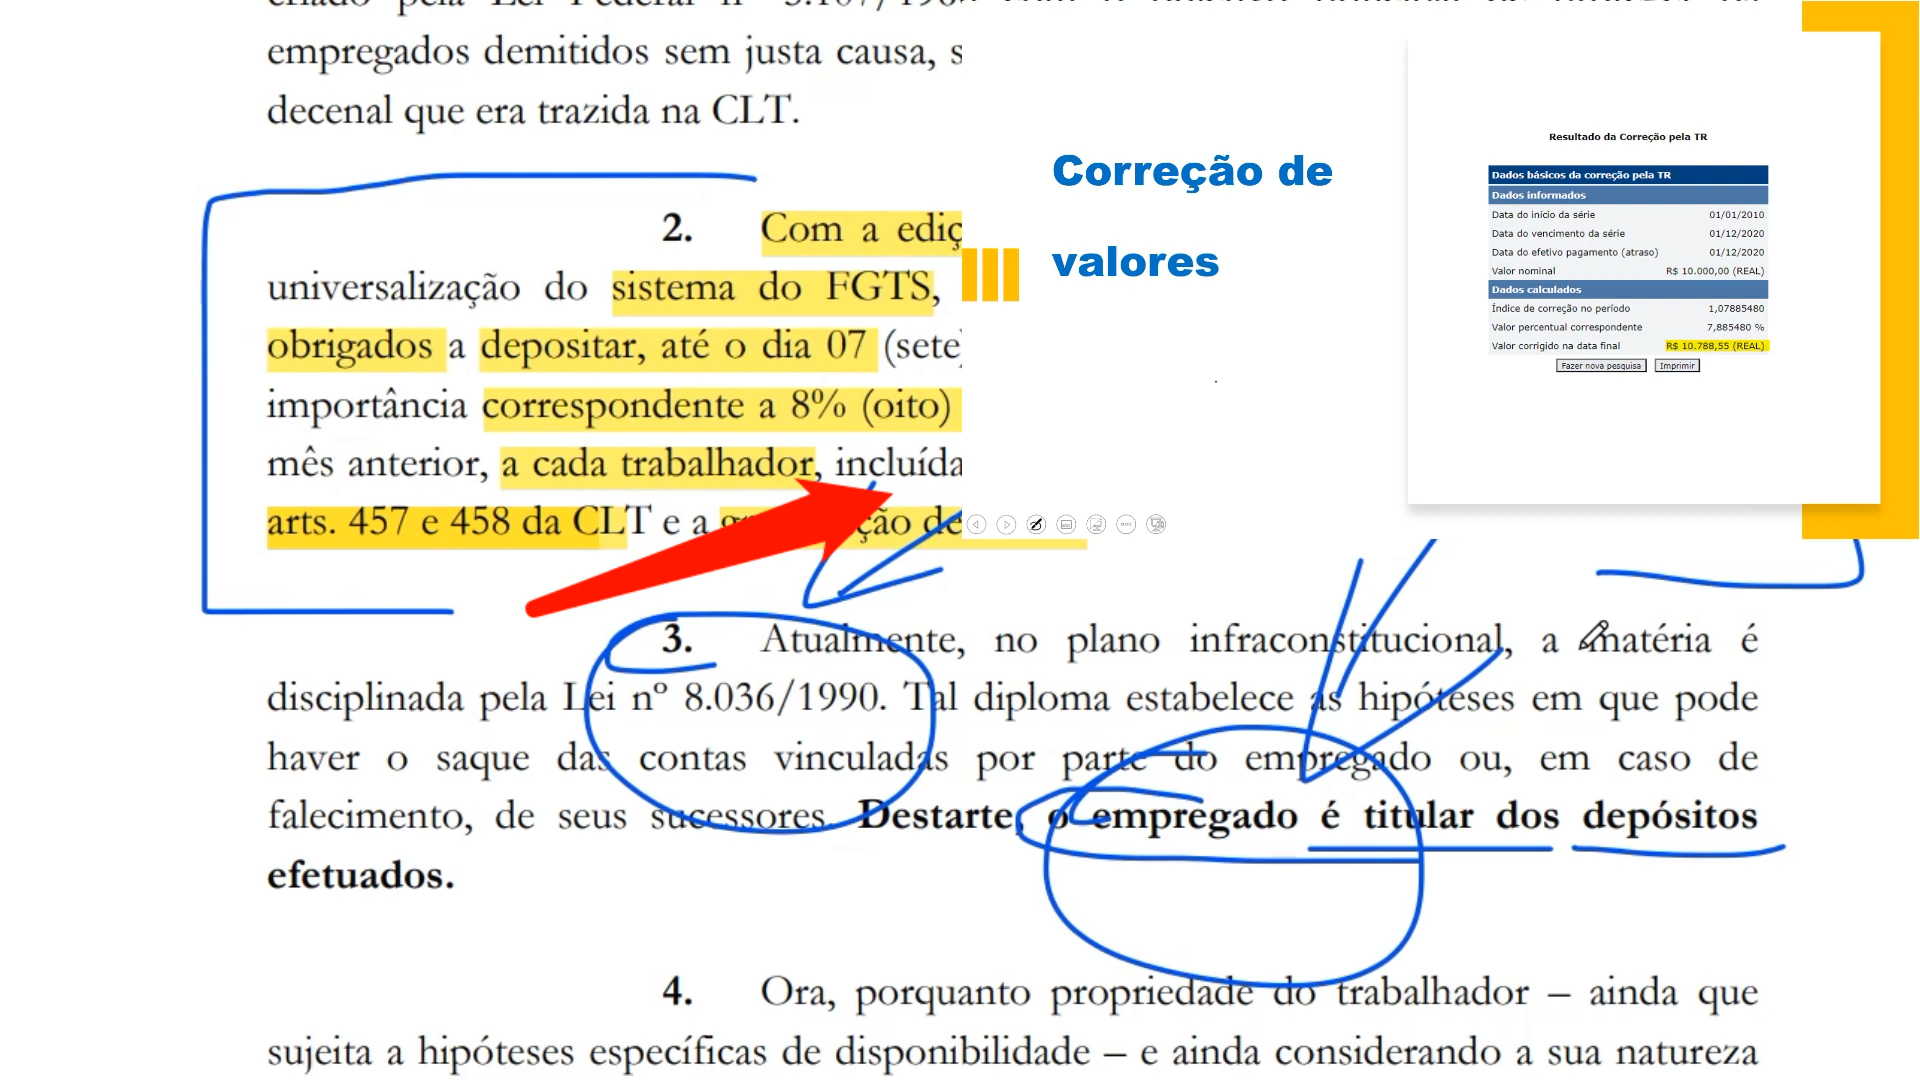 empregados demitidos sem justa causa, s
decenal que era trazida na CLT.
2. Com a ediç
universalização do sistema do FGTS,
obrigados a depositar, até o dia 07 (sete)
importância correspondente a 8% (oito)
mês anterior, a cada trabalhador, incluída
arts. 457 e 458 da CLT e a ção de
3. Atualmente, no plano infraconstitucional, a matéria é
disciplinada pela Lei nº 8.036/1990. Tal diploma estabelece as hipóteses em que pode
haver o saque das contas vinculadas por parte do empregado ou, em caso de
falecimento, de seus sucessores. Destarte, o empregado é titular dos depósitos
efetuados.
4. Ora, porquanto propriedade do trabalhador – ainda que
sujeita a hipóteses específicas de disponibilidade – e ainda considerando a sua natureza
Correção de
valores
Resultado da Correção pela TR
Dados básicos da correção pela TR
Dados informados
Data do início da série 01/01/2010
Data do vencimento da série 01/12/2020
Data do efetivo pagamento (atraso) 01/12/2020
Valor nominal R$ 10.000,00 (REAL)
Dados calculados
Índice de correção no período 1,07885480
Valor percentual correspondente 7,885480 %
Valor corrigido na data final R$ 10.788,55 (REAL)
Fazer nova pesquisa Imprimir